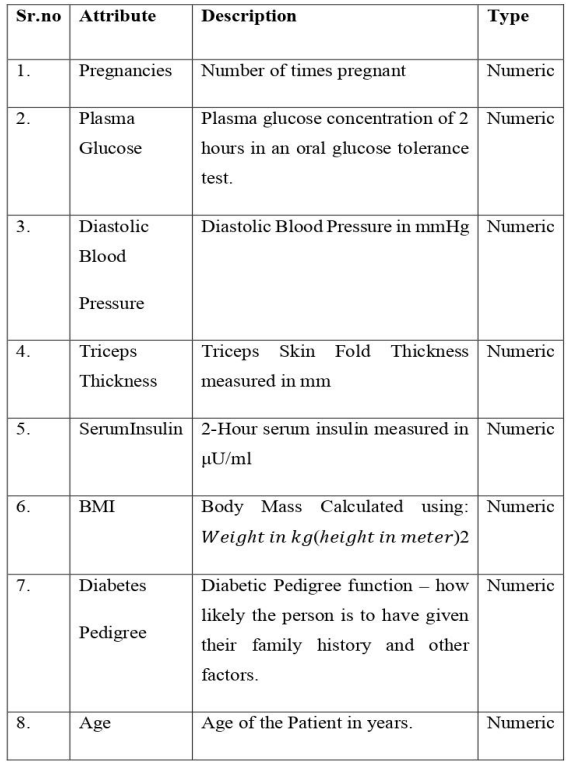 Sr.no Attribute Description Type
1. Pregnancies Number of times pregnant Numeric
2. Plasma Plasma glucose concentration of 2 Numeric
Glucose hours in an oral glucose tolerance
test.
3. Diastolic Diastolic Blood Pressure in mmHg Numeric
Blood
Pressure
4. Triceps Triceps Skin Fold Thickness Numeric
Thickness measured in mm
5. SerumInsulin 2-Hour serum insulin measured in Numeric
μU/ml
6. BMI Body Mass Calculated using: Numeric
Weight in kg(height in meter)2
7. Diabetes Diabetic Pedigree function – how Numeric
likely the person is to have given
Pedigree
their family history and other
factors.
8. Age Age of the Patient in years. Numeric